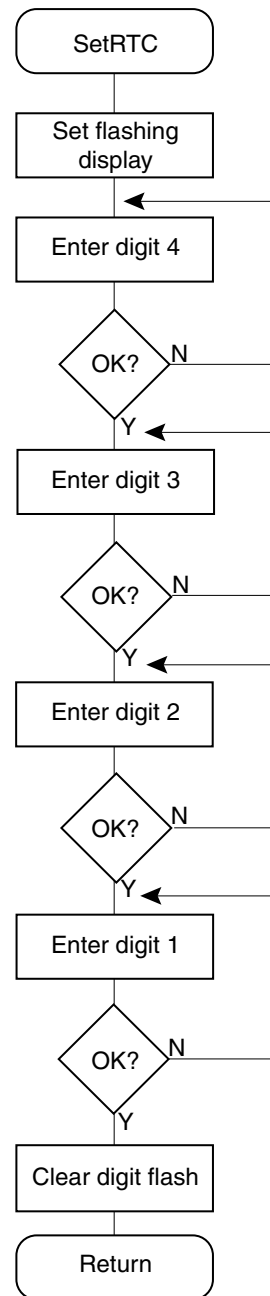 SetRTC
Set flashing
display
Enter digit 4
OK?
N
Y
Enter digit 3
OK?
N
Y
Enter digit 2
OK?
N
Y
Enter digit 1
OK?
N
Y
Clear digit flash
Return